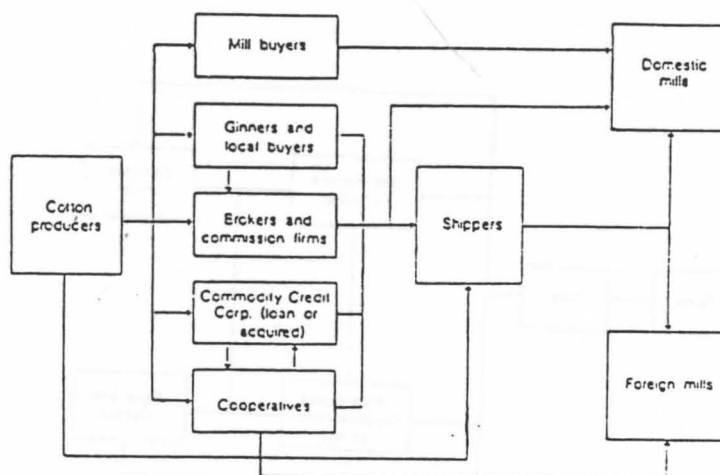 Mill buyers
Domestic
mills
Ginners and
local buyers
Cotton
producers
Erokers and
commission firms
Shippers
Commodity Credit
Corp. (loan or
acquired)
Cooperatives
Foreign mills